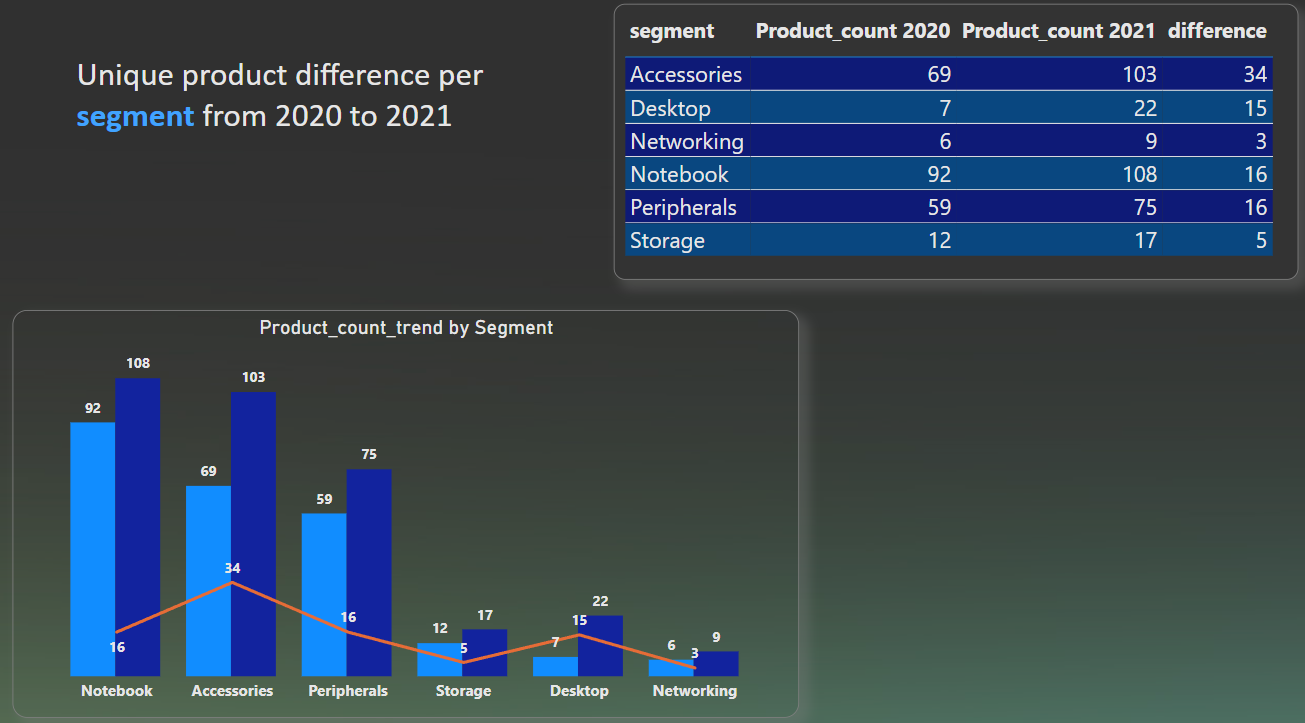 Unique product difference per
segment from 2020 to 2021
segment Product_count 2020 Product_count 2021 difference
Accessories 69 103 34
Desktop 7 22 15
Networking 6 9 3
Notebook 92 108 16
Peripherals 59 75 16
Storage 12 17 5
Product_count_trend by Segment
108
103
92
75
69
59
34
22
16
15
17
12
7
9
6
5
3
16
Notebook Accessories Peripherals Storage Desktop Networking